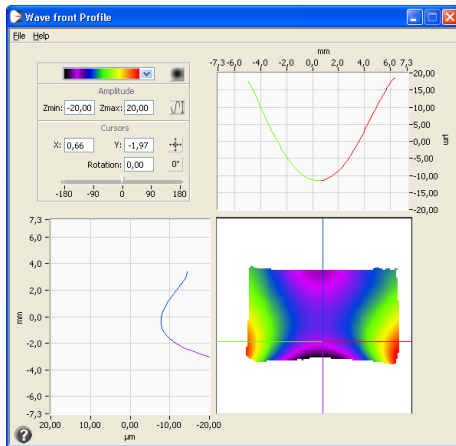 Wave front Profile
File Help
mm
-7,3 -6,0 -4,0 -2,0 0,0 2,0 4,0 6,0 7,3
Amplitude
Zmin: -20,00 Zmax: 20,00
Cursors
X: 0,66 Y: -1,97
Rotation: 0,00 0°
-180 -90 0 90 180
20,00
15,00
10,00
5,00
0,00
-5,00
-10,00
-15,00
-20,00
µm
7,3
6,0
4,0
2,0
0,0
-2,0
-4,0
-6,0
-7,3
mm
20,00 10,00 0,00 -10,00 -20,00
µm
?